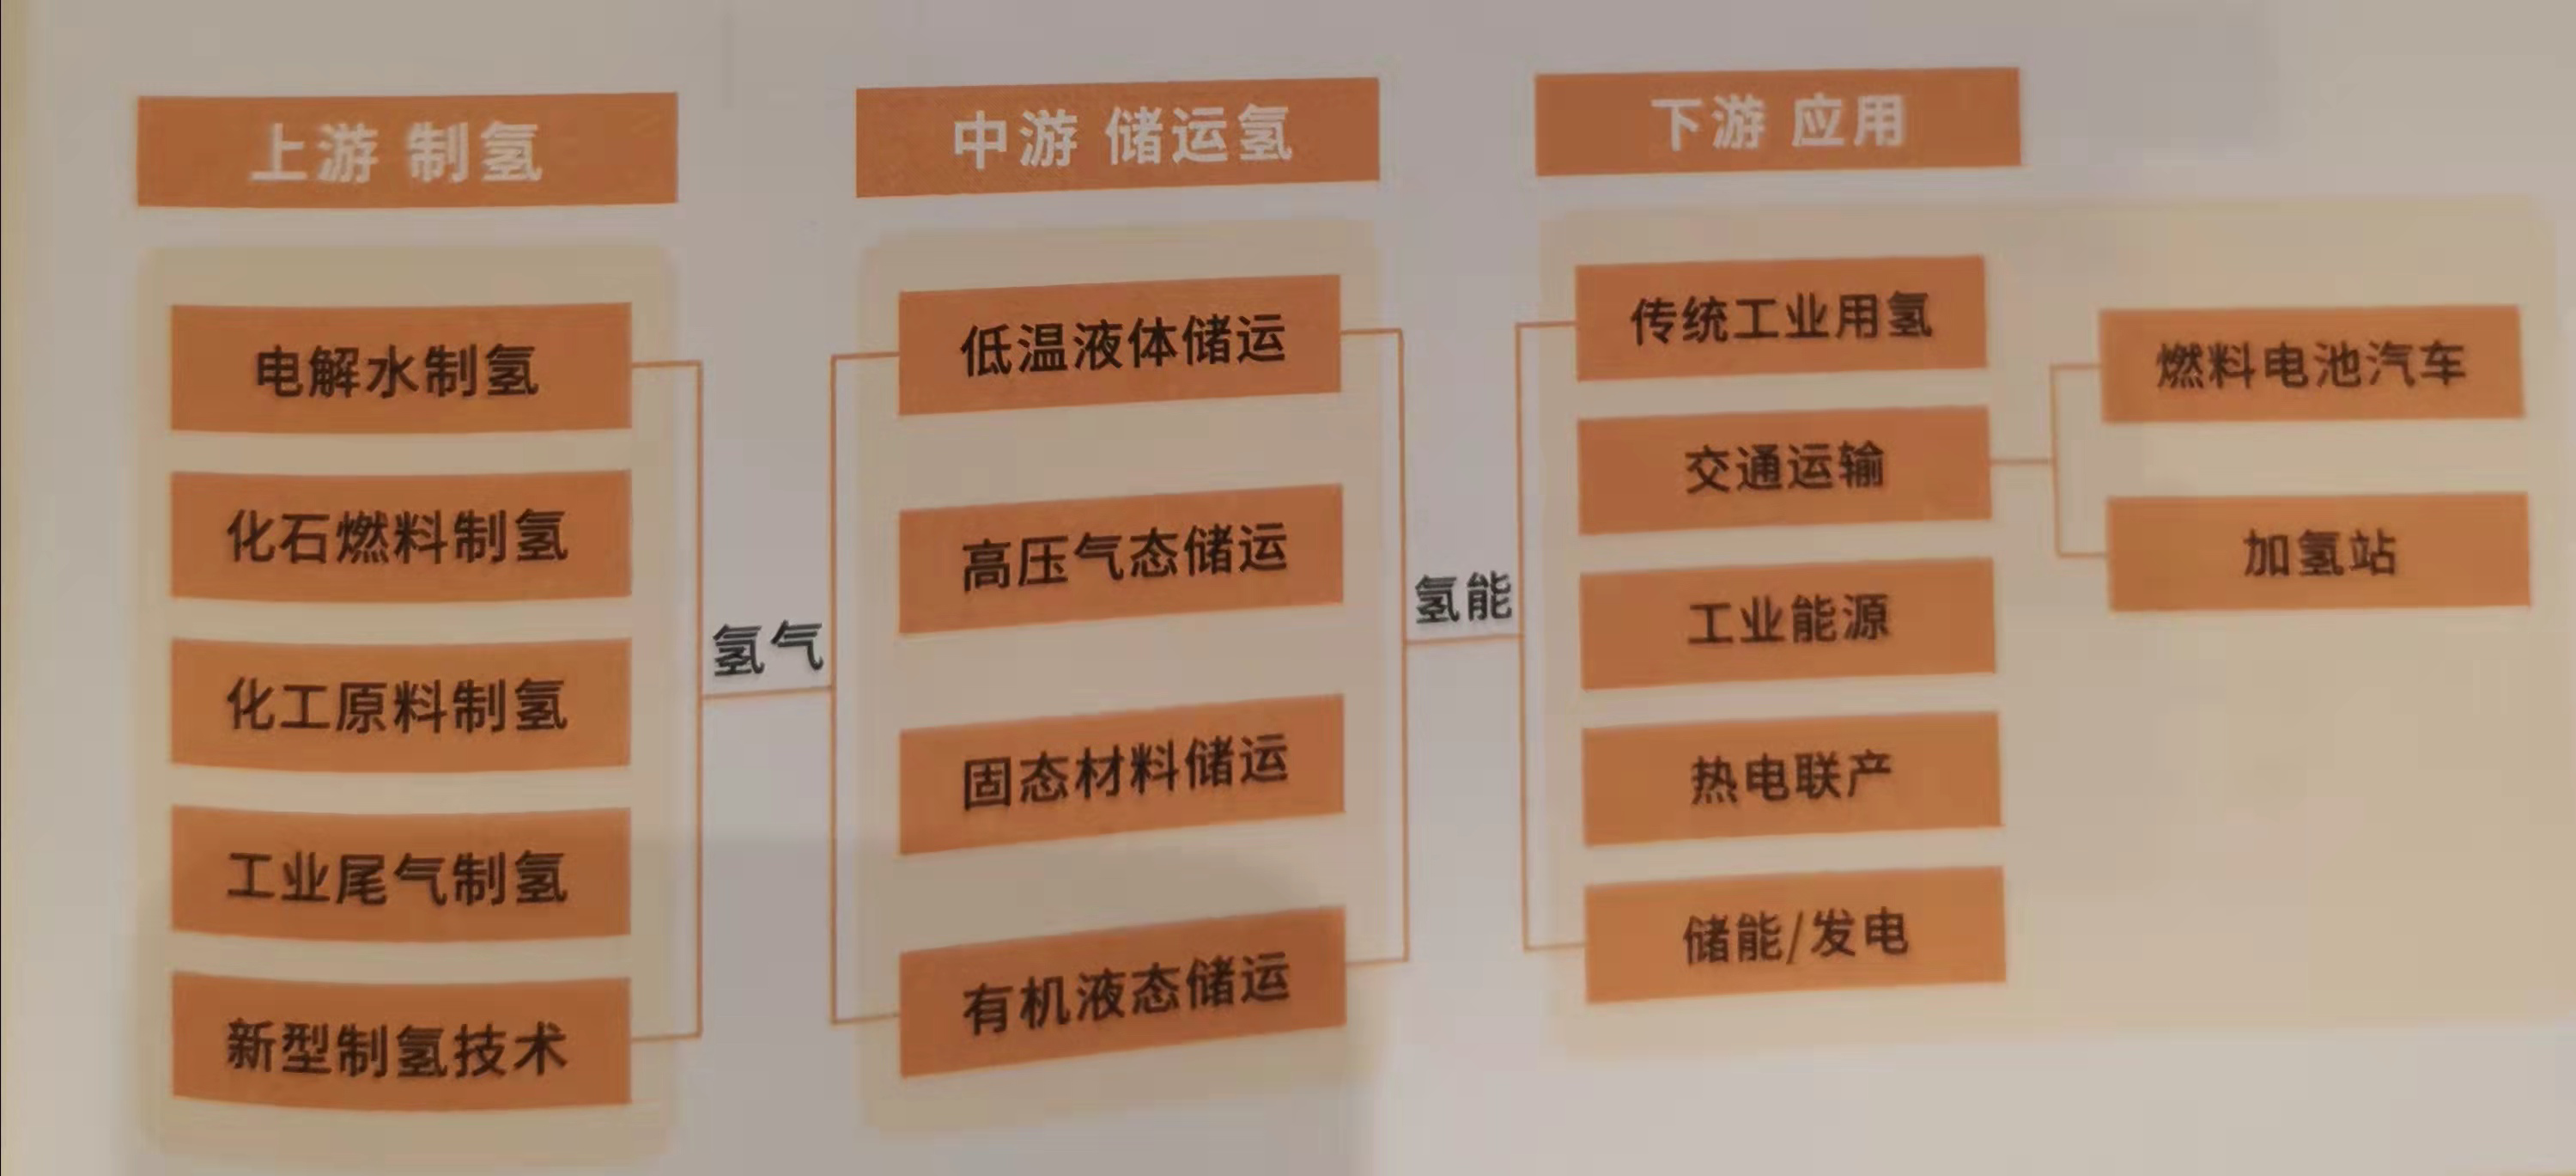 上游 制氢
电解水制氢
化石燃料制氢
化工原料制氢
工业尾气制氢
新型制氢技术
氢气
中游 储运氢
低温液体储运
高压气态储运
固态材料储运
有机液态储运
氢能
下游 应用
传统工业用氢
交通运输
工业能源
热电联产
储能/发电
燃料电池汽车
加氢站